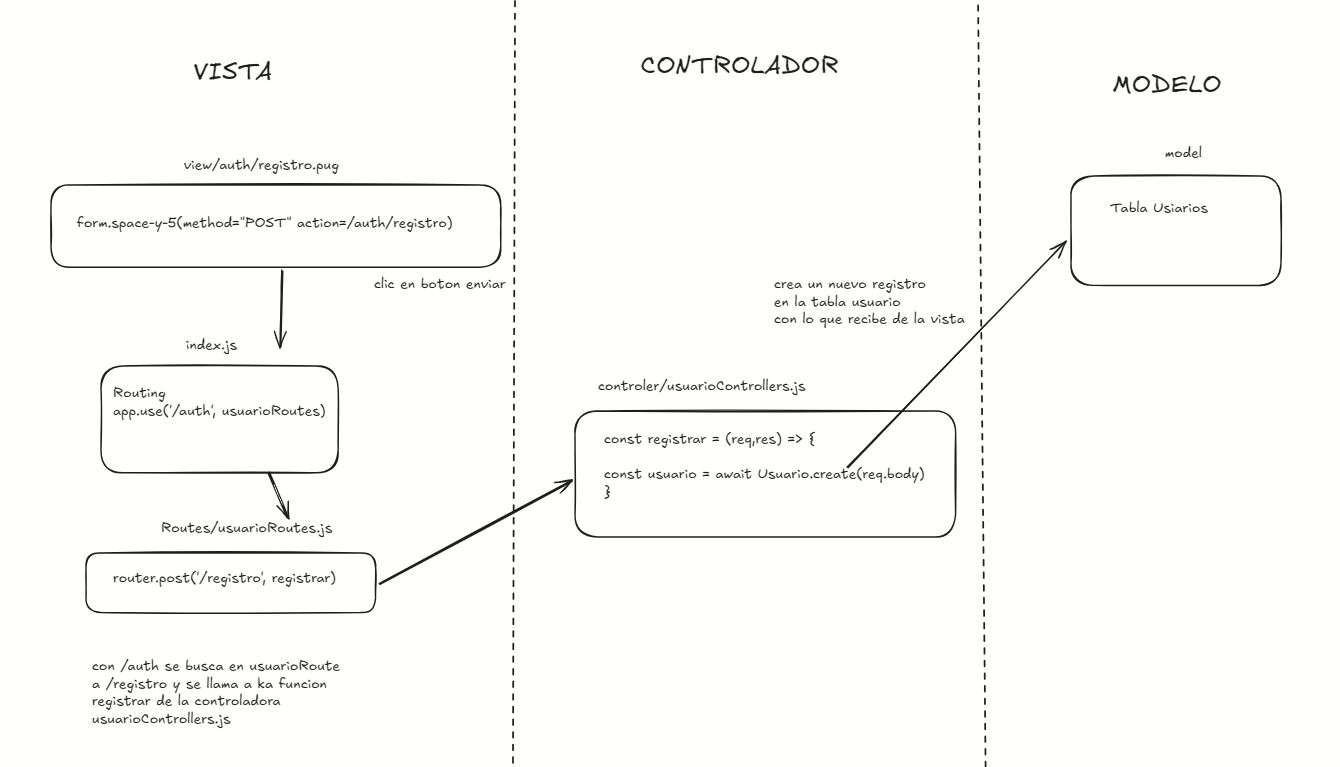 VISTA
CONTROLADOR
MODELO
view/auth/registro.pug
form.space-y-5(method="POST" action=/auth/registro)
clic en boton enviar
index.js
Routing
app.use('/auth', usuarioRoutes)
Routes/usuarioRoutes.js
router.post('/registro', registrar)
con /auth se busca en usuarioRoute
a /registro y se llama a ka funcion
registrar de la controladora
usuarioControllers.js
crea un nuevo registro
en la tabla usuario
con lo que recibe de la vista
controler/usuarioControllers.js
const registrar = (req,res) => {
const usuario = await Usuario.create(req.body)
}
model
Tabla Usiarios